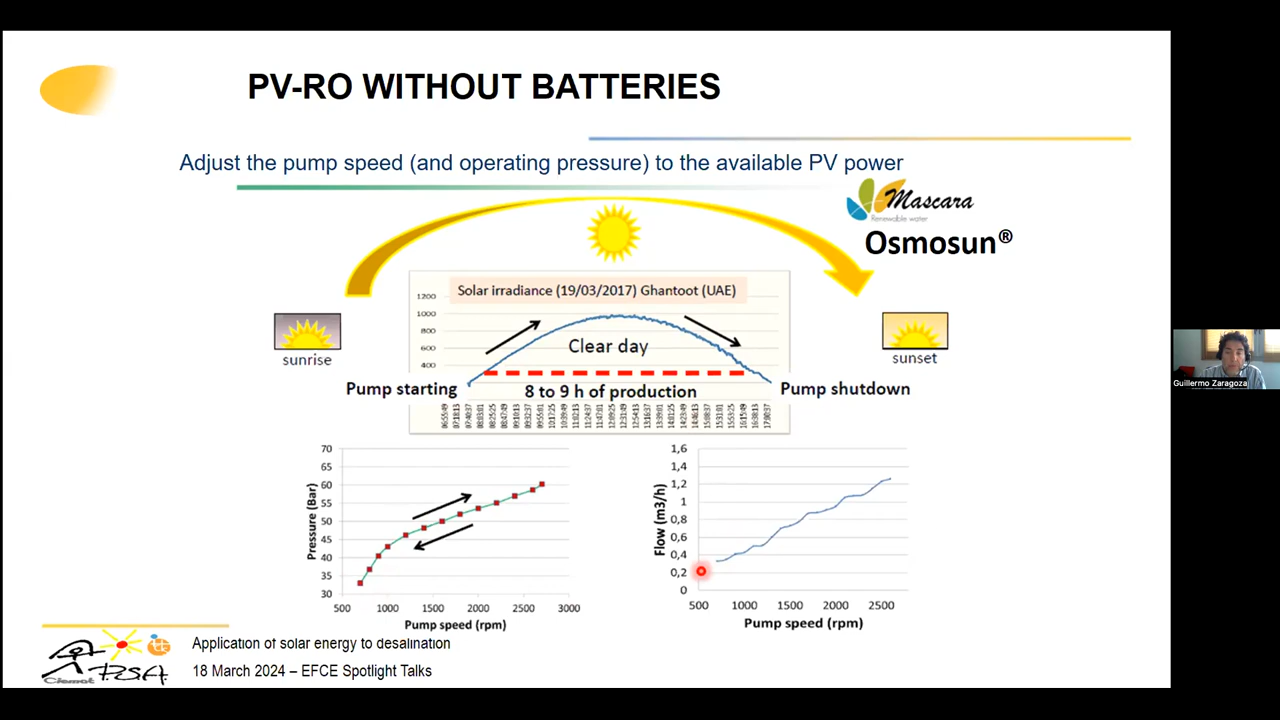 PV-RO WITHOUT BATTERIES
Adjust the pump speed (and operating pressure) to the available PV power
Mascara
Renewable water
Osmosun®
Solar irradiance (19/03/2017) Ghantoot (UAE)
1200
1000
800
600
400
Clear day
sunrise
sunset
Pump starting
8 to 9 h of production
Pump shutdown
70
65
60
55
50
45
40
35
30
Pressure (Bar)
500 1000 1500 2000 2500 3000
Pump speed (rpm)
1,6
1,4
1,2
1
0,8
0,6
0,4
0,2
0
Flow (m3/h)
500 1000 1500 2000 2500
Pump speed (rpm)
Guillermo Zaragoza
Application of solar energy to desalination
18 March 2024 – EFCE Spotlight Talks
Ciemat
PSA